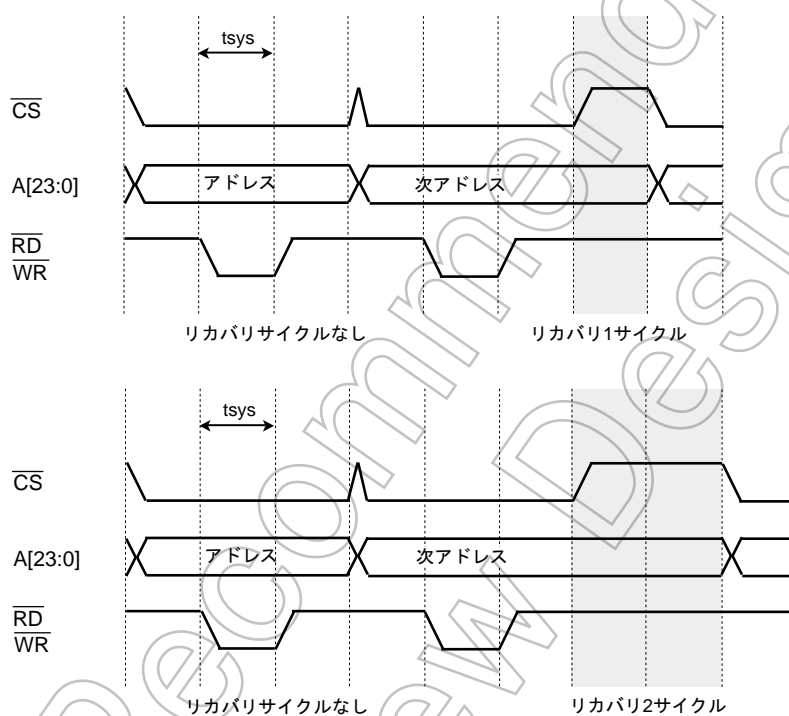 tsys
CS
A[23:0]
アドレス
次アドレス
RD
WR
リカバリサイクルなし
リカバリ1サイクル
tsys
CS
A[23:0]
アドレス
次アドレス
RD
WR
リカバリサイクルなし
リカバリ2サイクル